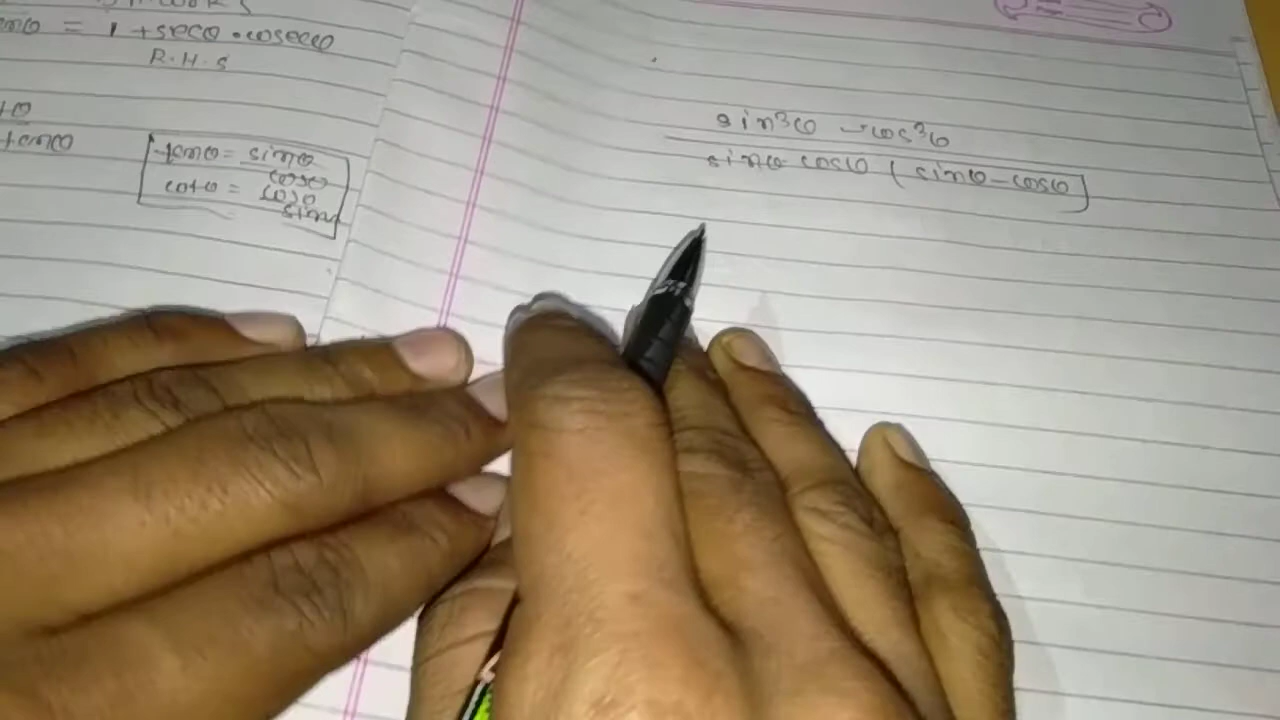 = 1 + secθ . cosecθ
R.H.S
tanθ = sinθ
cosθ
cotθ = cosθ
sinθ
sin³θ - cos³θ
sinθ cosθ ( sinθ - cosθ